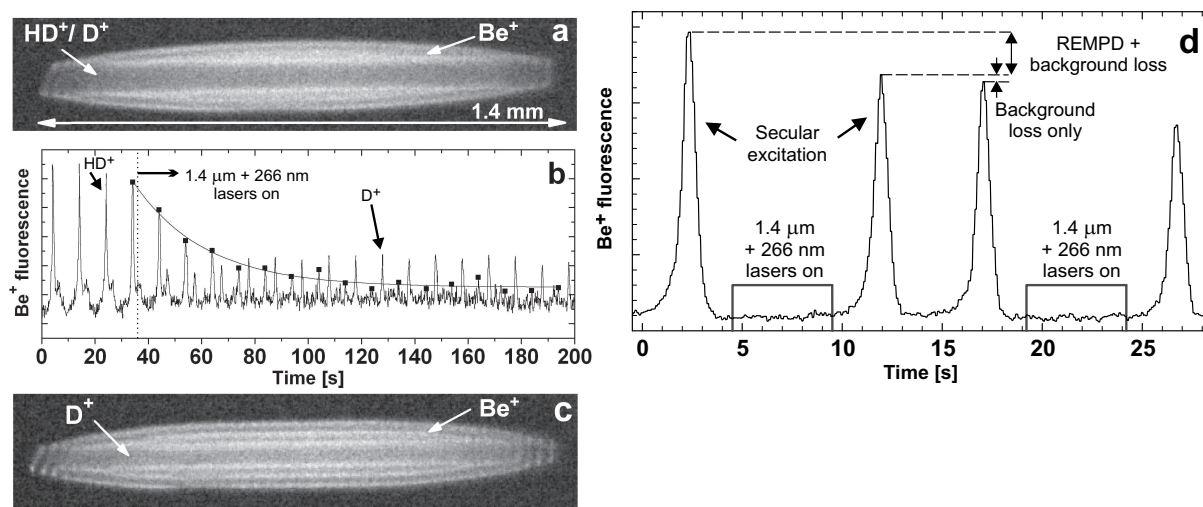 HD⁺/ D⁺
Be⁺
a
1.4 mm
Be⁺ fluorescence
HD⁺
1.4 μm + 266 nm
lasers on
D⁺
b
0 20 40 60 80 100 120 140 160 180 200
Time [s]
D⁺
Be⁺
c
Be⁺ fluorescence
d
REMPD +
background loss
Background
loss only
Secular
excitation
1.4 μm
+ 266 nm
lasers on
1.4 μm
+ 266 nm
lasers on
0 5 10 15 20 25
Time [s]